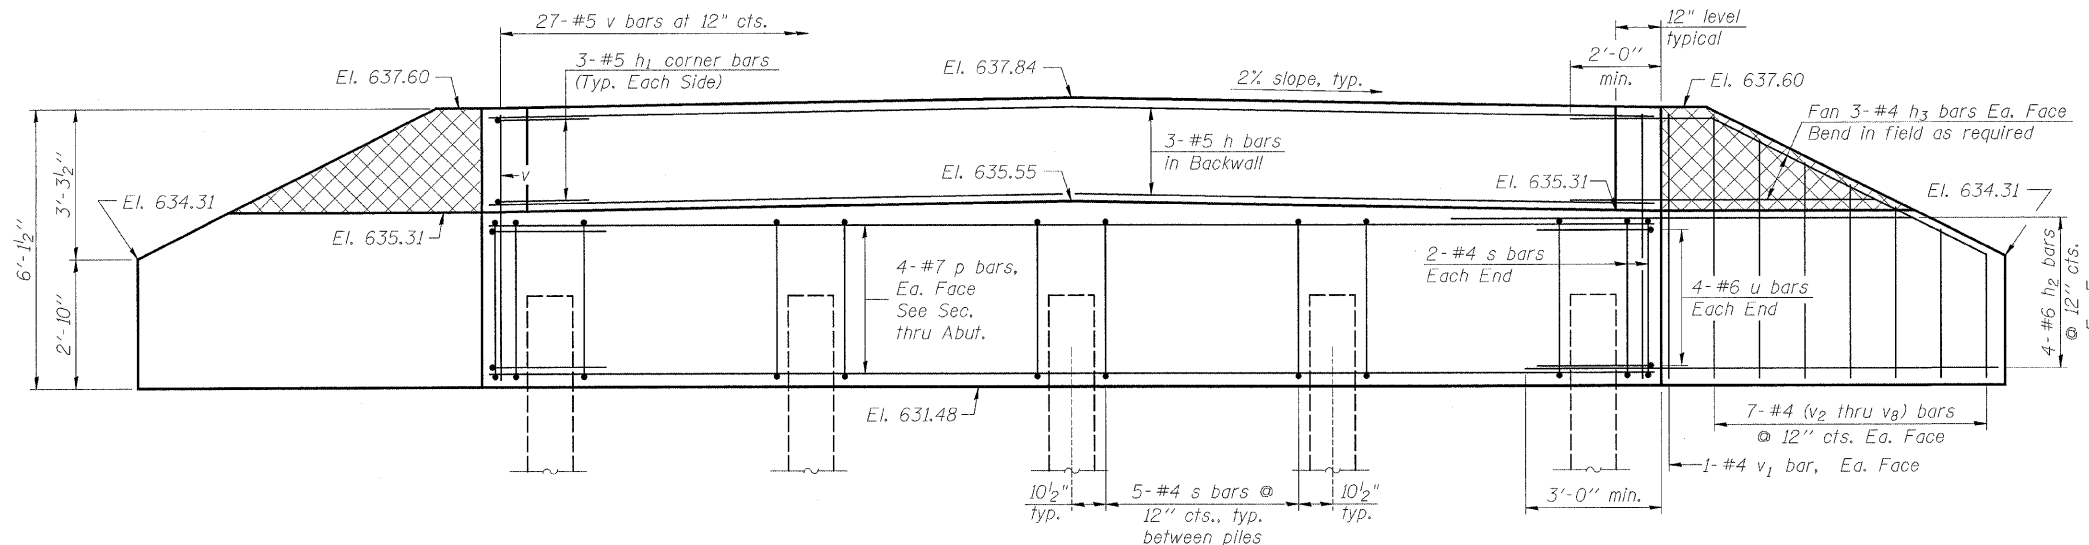 27-#5 v bars at 12" cts.
3-#5 h1 corner bars
(Typ. Each Side)
El. 637.60
El. 637.84
2% slope, typ.
12" level
typical
2'-0"
min.
El. 637.60
Fan 3-#4 h3 bars Ea. Face
Bend in field as required
3-#5 h bars
in Backwall
v
El. 635.55
El. 635.31
El. 634.31
El. 634.31
El. 635.31
6'-1½"
3'-3½"
2'-10"
4-#7 p bars,
Ea. Face
See Sec.
thru Abut.
2-#4 s bars
Each End
4-#6 u bars
Each End
4-#6 h2 bars
@ 12" cts.
El. 631.48
7-#4 (v2 thru v8) bars
@ 12" cts. Ea. Face
1-#4 v1 bar, Ea. Face
10½"
typ.
5-#4 s bars @
12" cts., typ.
between piles
10½"
typ.
3'-0" min.